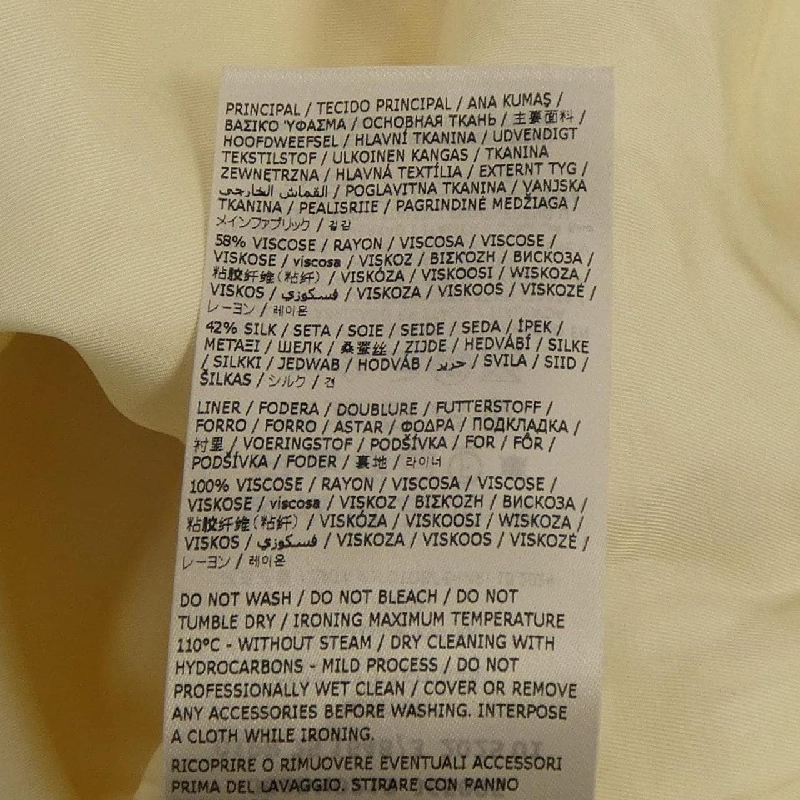 PRINCIPAL / TECIDO PRINCIPAL / ANA KUMAŞ /
ΒΑΣΙΚΟ ΎΦΑΣΜΑ / ОСНОВНАЯ ТКАНЬ / 主要面料 /
HOOFDWEEFSEL / HLAVNÍ TKANINA / UDVENDIGT
TEKSTILSTOF / ULKOINEN KANGAS / TKANINA
ZEWNĘTRZNA / HLAVNÁ TEXTÍLIA / EXTERNT TYG /
القماش الخارجي / POGLAVITNA TKANINA / VANJSKA
TKANINA / PEALISRIIE / PAGRINDINĖ MEDŽIAGA /
メインファブリック / 겉감
58% VISCOSE / RAYON / VISCOSA / VISCOSE /
VISKOSE / viscosa / VISKOZ / ΒΙΣΚΟΖΗ / ВИСКОЗА /
粘胶纤维(粘纤) / VISKÓZA / VISKOOSI / WISKOZA /
VISKOS / فسكوزي / VISKOZA / VISKOOS / VISKOZĖ /
レーヨン / 레이온
42% SILK / SETA / SOIE / SEIDE / SEDA / İPEK /
ΜΕΤΑΞΙ / ШЕЛК / 桑蚕丝 / ZIJDE / HEDVÁBÍ / SILKE
/ SILKKI / JEDWAB / HODVÁB / حرير / SVILA / SIID /
ŠILKAS / シルク / 견
LINER / FODERA / DOUBLURE / FUTTERSTOFF /
FORRO / FORRO / ASTAR / ΦΟΔΡΑ / ПОДКЛАДКА /
衬里 / VOERINGSTOF / PODŠÍVKA / FOR / FÔR /
PODŠÍVKA / FODER / 裏地 / 라이너
100% VISCOSE / RAYON / VISCOSA / VISCOSE /
VISKOSE / viscosa / VISKOZ / ΒΙΣΚΟΖΗ / ВИСКОЗА /
粘胶纤维(粘纤) / VISKÓZA / VISKOOSI / WISKOZA /
VISKOS / فسكوزي / VISKOZA / VISKOOS / VISKOZĖ /
レーヨン / 레이온
DO NOT WASH / DO NOT BLEACH / DO NOT
TUMBLE DRY / IRONING MAXIMUM TEMPERATURE
110°C - WITHOUT STEAM / DRY CLEANING WITH
HYDROCARBONS - MILD PROCESS / DO NOT
PROFESSIONALLY WET CLEAN / COVER OR REMOVE
ANY ACCESSORIES BEFORE WASHING. INTERPOSE
A CLOTH WHILE IRONING.
RICOPRIRE O RIMUOVERE EVENTUALI ACCESSORI
PRIMA DEL LAVAGGIO. STIRARE CON PANNO